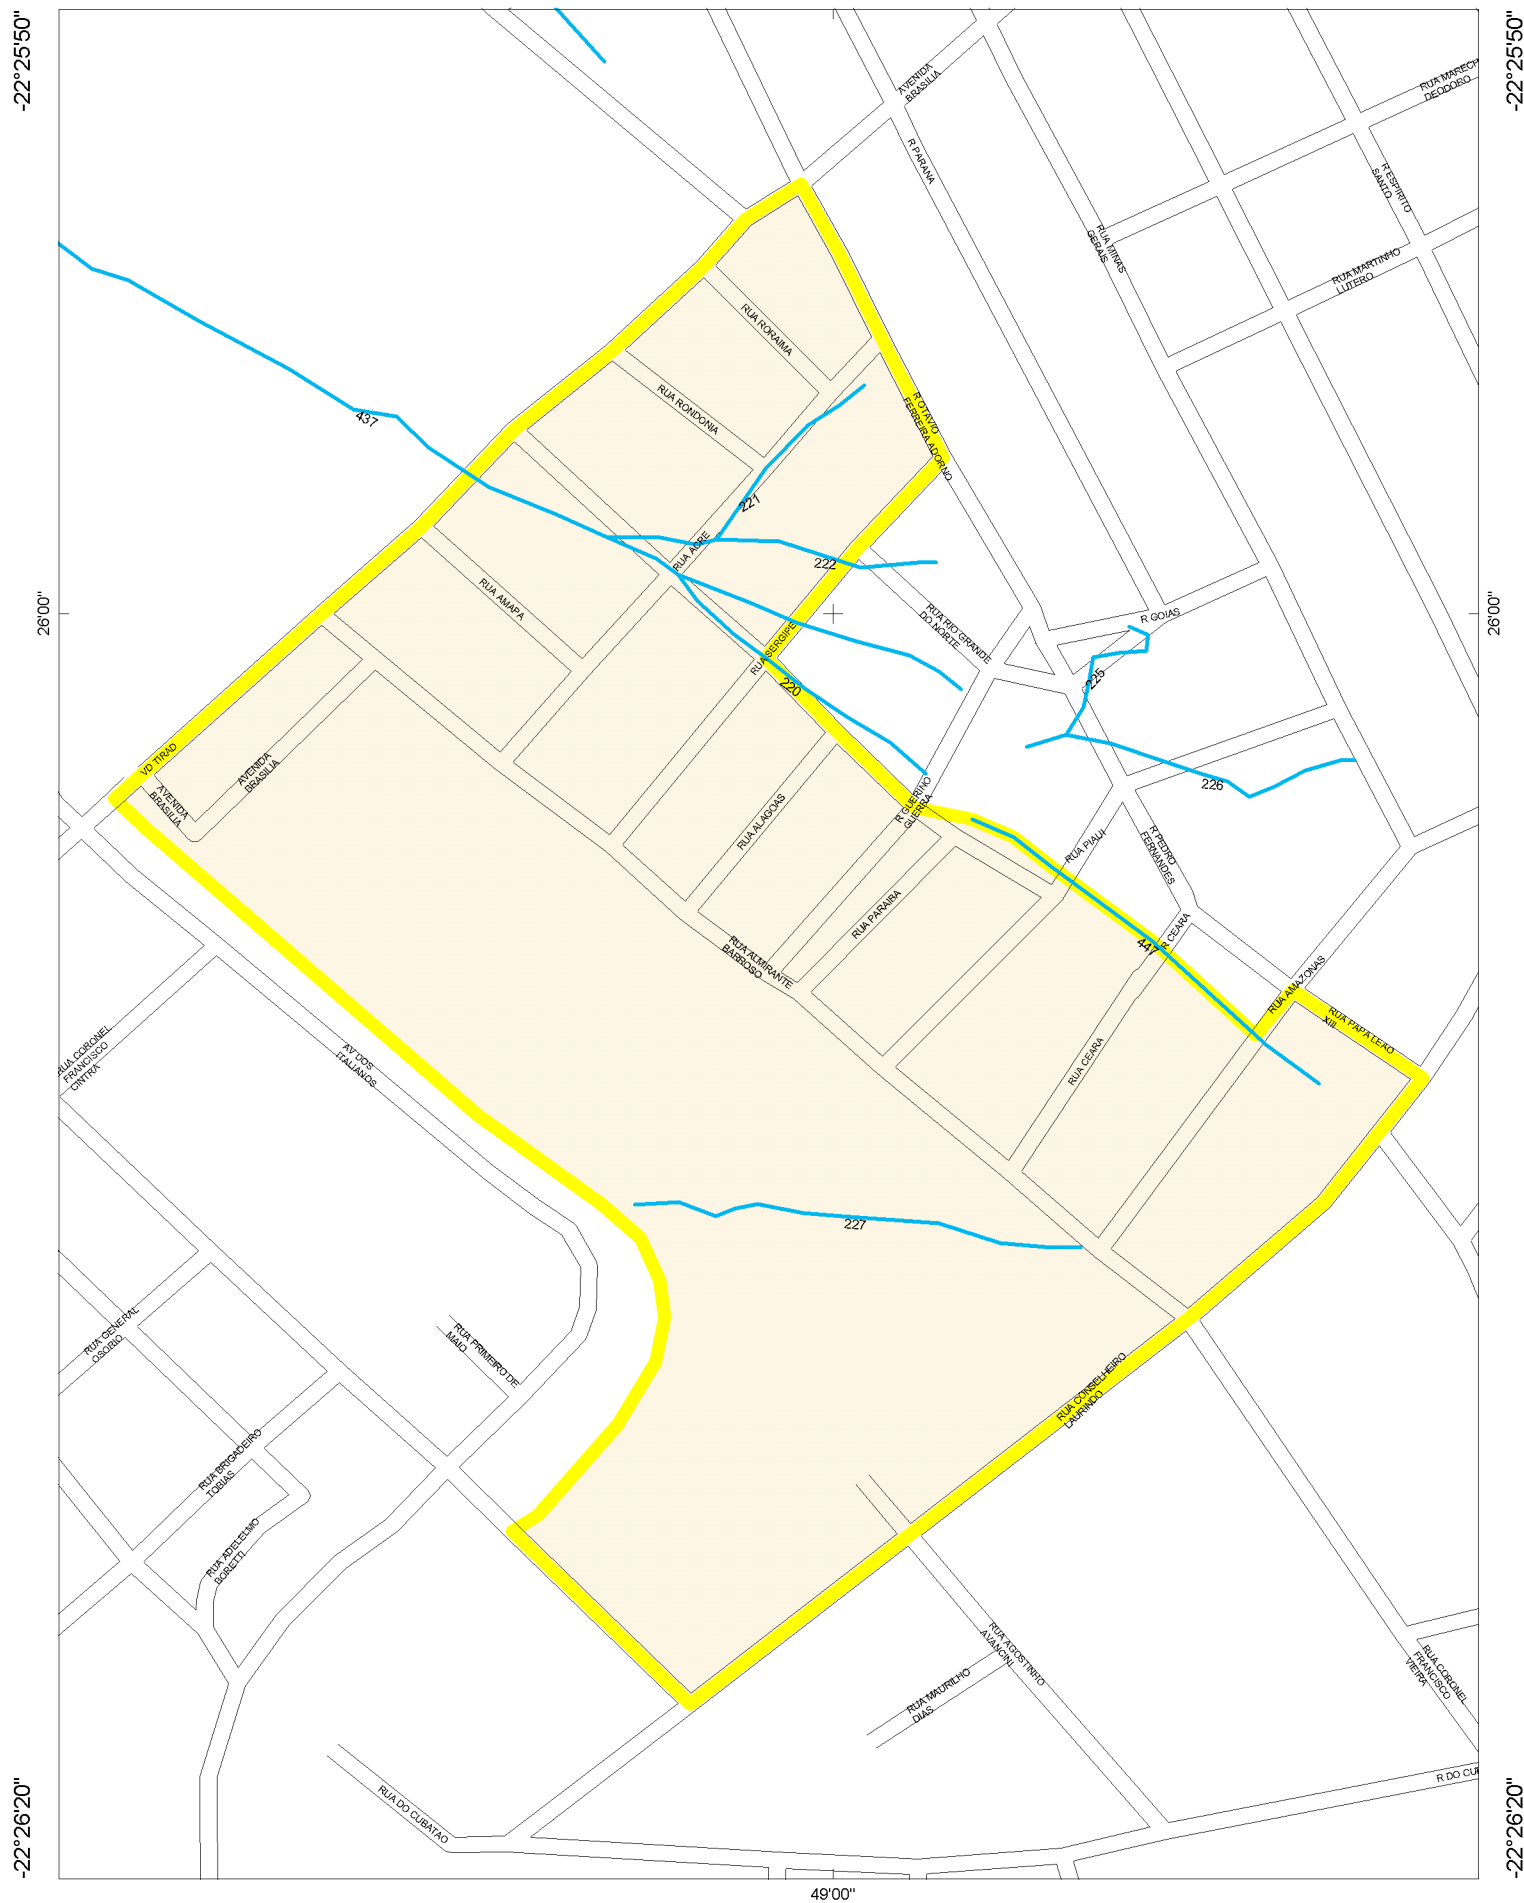 -22°25'50"
-22°25'50"
AVENIDA
BRASILIA
RUA MARECH
DEODORO
R PARANA
R ESPIRITO
SANTO
RUA MINAS
GERAIS
RUA MARTINHO
LUTERO
RUA RORAIMA
RUA RONDONIA
437
R OTAVIO
FERREIRA ADORNO
221
RUA ACRE
222
RUA AMAPA
26'00"
26'00"
RUA RIO GRANDE
DO NORTE
R GOIAS
RUA SERGIPE
220
225
VD TIRAD
AVENIDA
BRASILIA
AVENIDA
BRASILIA
226
R GUERINO
GUERRA
RUA ALAGOAS
RUA PIAUI
R PEDRO
FERNANDES
RUA PARAIBA
447
R CEARA
RUA ALMIRANTE
BARROSO
RUA AMAZONAS
RUA PAPA LEAO
XIII
RUA CORONEL
FRANCISCO
CINTRA
AV DOS
ITALIANOS
RUA CEARA
227
RUA GENERAL
OSORIO
RUA PRIMEIRO DE
MAIO
RUA CONSELHEIRO
LAURINDO
RUA BRIGADEIRO
TOBIAS
RUA ADELELMO
BORETTI
RUA AGOSTINHO
AVANCINI
RUA MAURILHO
DIAS
RUA CORONEL
FRANCISCO
VIEIRA
RUA DO CUBATAO
R DO CU
-22°26'20"
-22°26'20"
49'00"